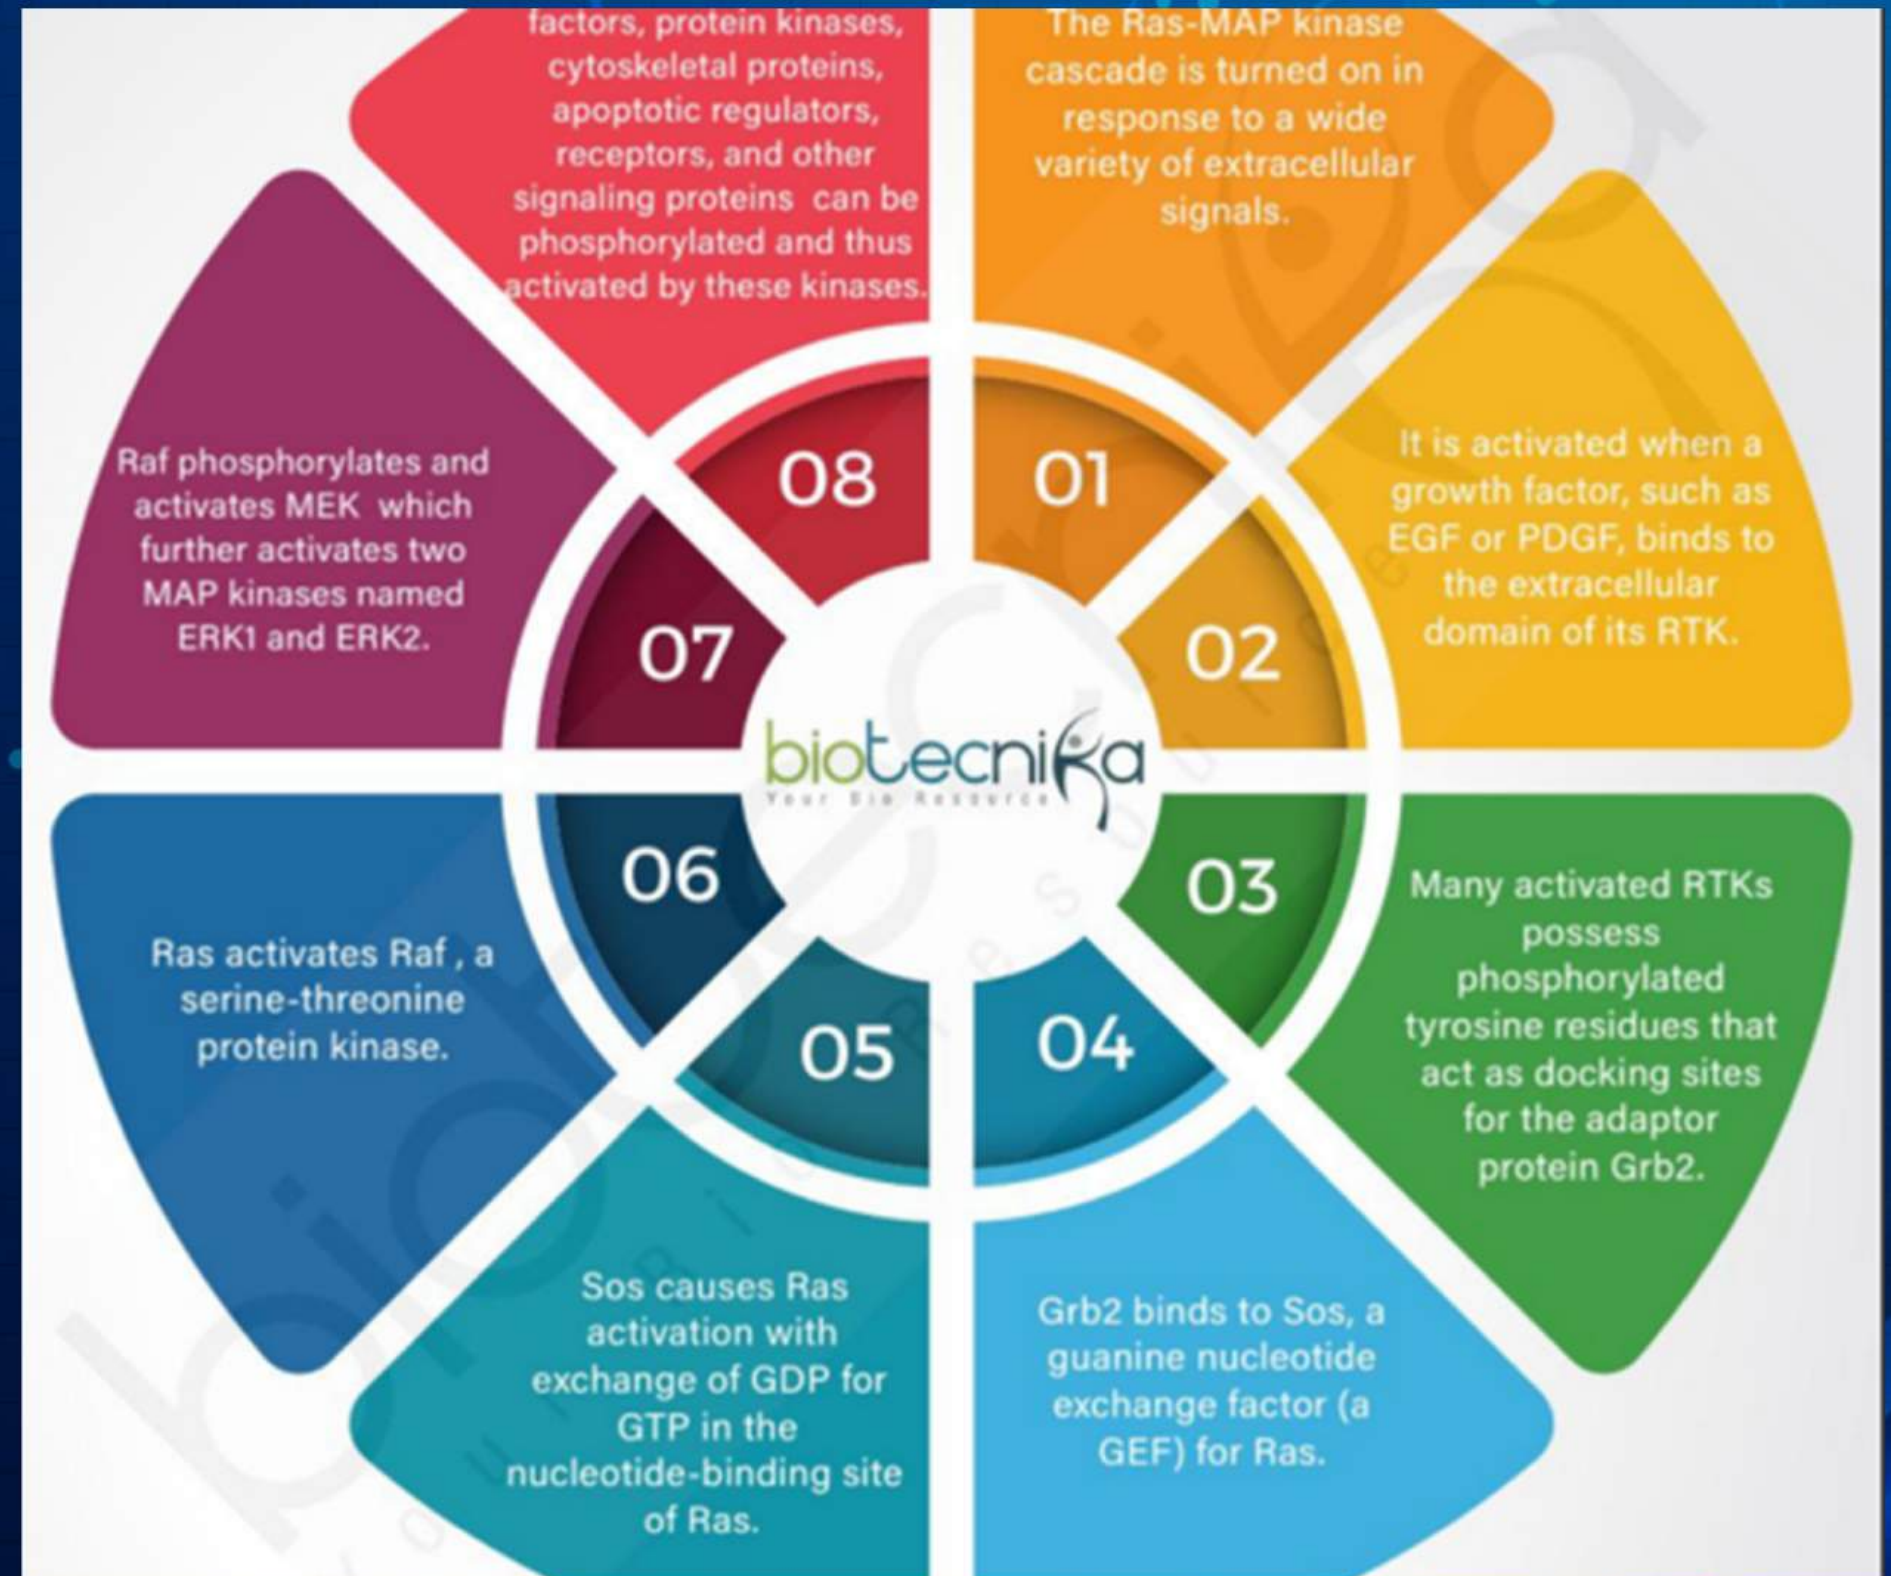 01
The Ras-MAP kinase
cascade is turned on in
response to a wide
variety of extracellular
signals.
02
It is activated when a
growth factor, such as
EGF or PDGF, binds to
the extracellular
domain of its RTK.
03
Many activated RTKs
possess
phosphorylated
tyrosine residues that
act as docking sites
for the adaptor
protein Grb2.
04
Grb2 binds to Sos, a
guanine nucleotide
exchange factor (a
GEF) for Ras.
05
Sos causes Ras
activation with
exchange of GDP for
GTP in the
nucleotide-binding site
of Ras.
06
Ras activates Raf , a
serine-threonine
protein kinase.
07
Raf phosphorylates and
activates MEK which
further activates two
MAP kinases named
ERK1 and ERK2.
08
factors, protein kinases,
cytoskeletal proteins,
apoptotic regulators,
receptors, and other
signaling proteins can be
phosphorylated and thus
activated by these kinases.
biotecnika
Your Bio Resource